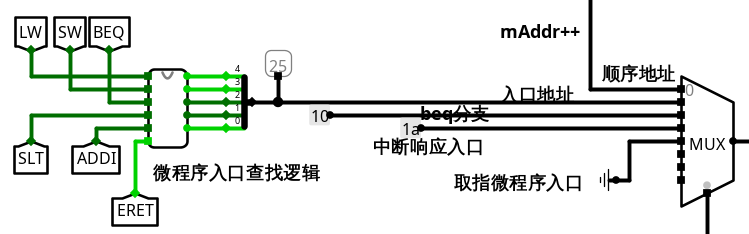 LW SW BEQ
mAddr++
4
3
2
1
0
25
顺序地址
0
入口地址
10
beq分支
1a
中断响应入口
MUX
SLT ADDI
微程序入口查找逻辑
取指微程序入口
ERET